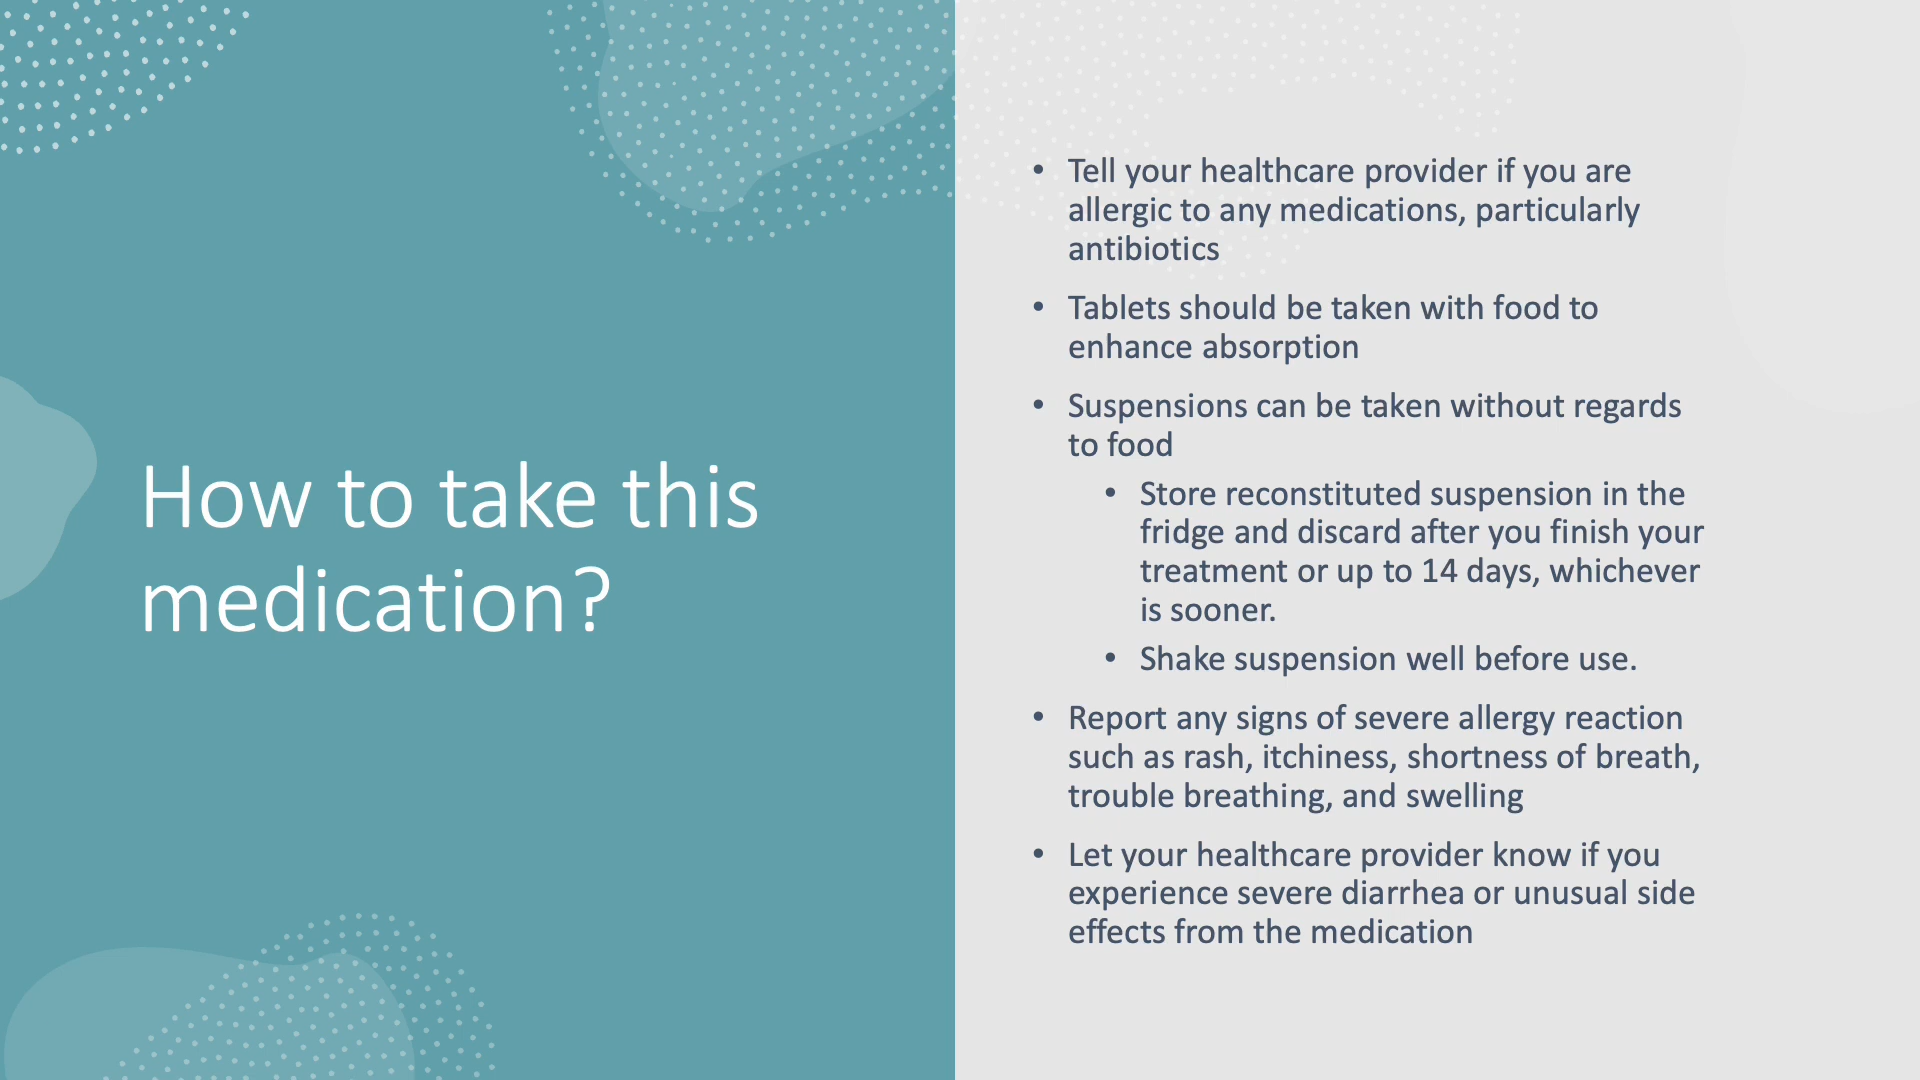 How to take this
medication?
• Tell your healthcare provider if you are
allergic to any medications, particularly
antibiotics
• Tablets should be taken with food to
enhance absorption
• Suspensions can be taken without regards
to food
• Store reconstituted suspension in the
fridge and discard after you finish your
treatment or up to 14 days, whichever
is sooner.
• Shake suspension well before use.
• Report any signs of severe allergy reaction
such as rash, itchiness, shortness of breath,
trouble breathing, and swelling
• Let your healthcare provider know if you
experience severe diarrhea or unusual side
effects from the medication